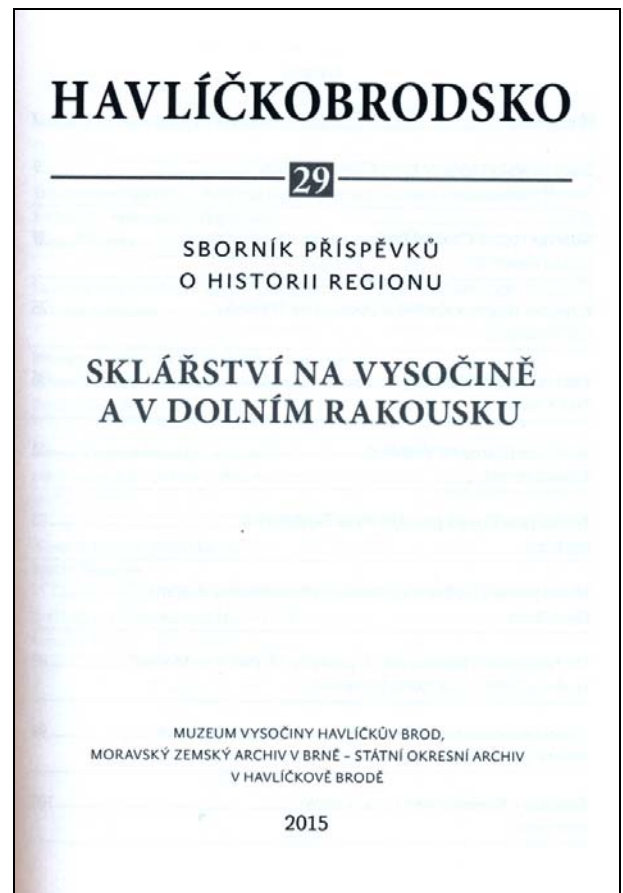 HAVLÍČKOBRODSKO
29
SBORNÍK PŘÍSPĚVKŮ
O HISTORII REGIONU
SKLÁŘSTVÍ NA VYSOČINĚ
A V DOLNÍM RAKOUSKU
MUZEUM VYSOČINY HAVLÍČKŮV BROD,
MORAVSKÝ ZEMSKÝ ARCHIV V BRNĚ – STÁTNÍ OKRESNÍ ARCHIV
V HAVLÍČKOVĚ BRODĚ
2015